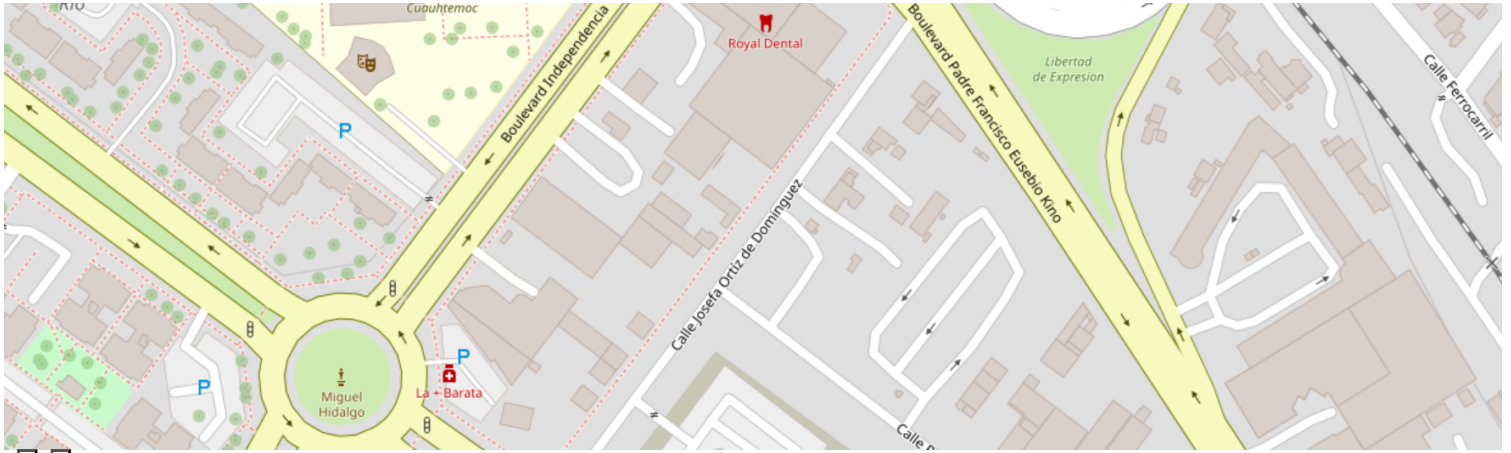 Cuauhtemoc
Royal Dental
Boulevard Independencia
Boulevard Padre Francisco Eusebio Kino
Libertad
de Expresion
Calle Ferrocarril
P
Calle Josefa Ortiz de Dominguez
P
La + Barata
P
Miguel
Hidalgo
Calle